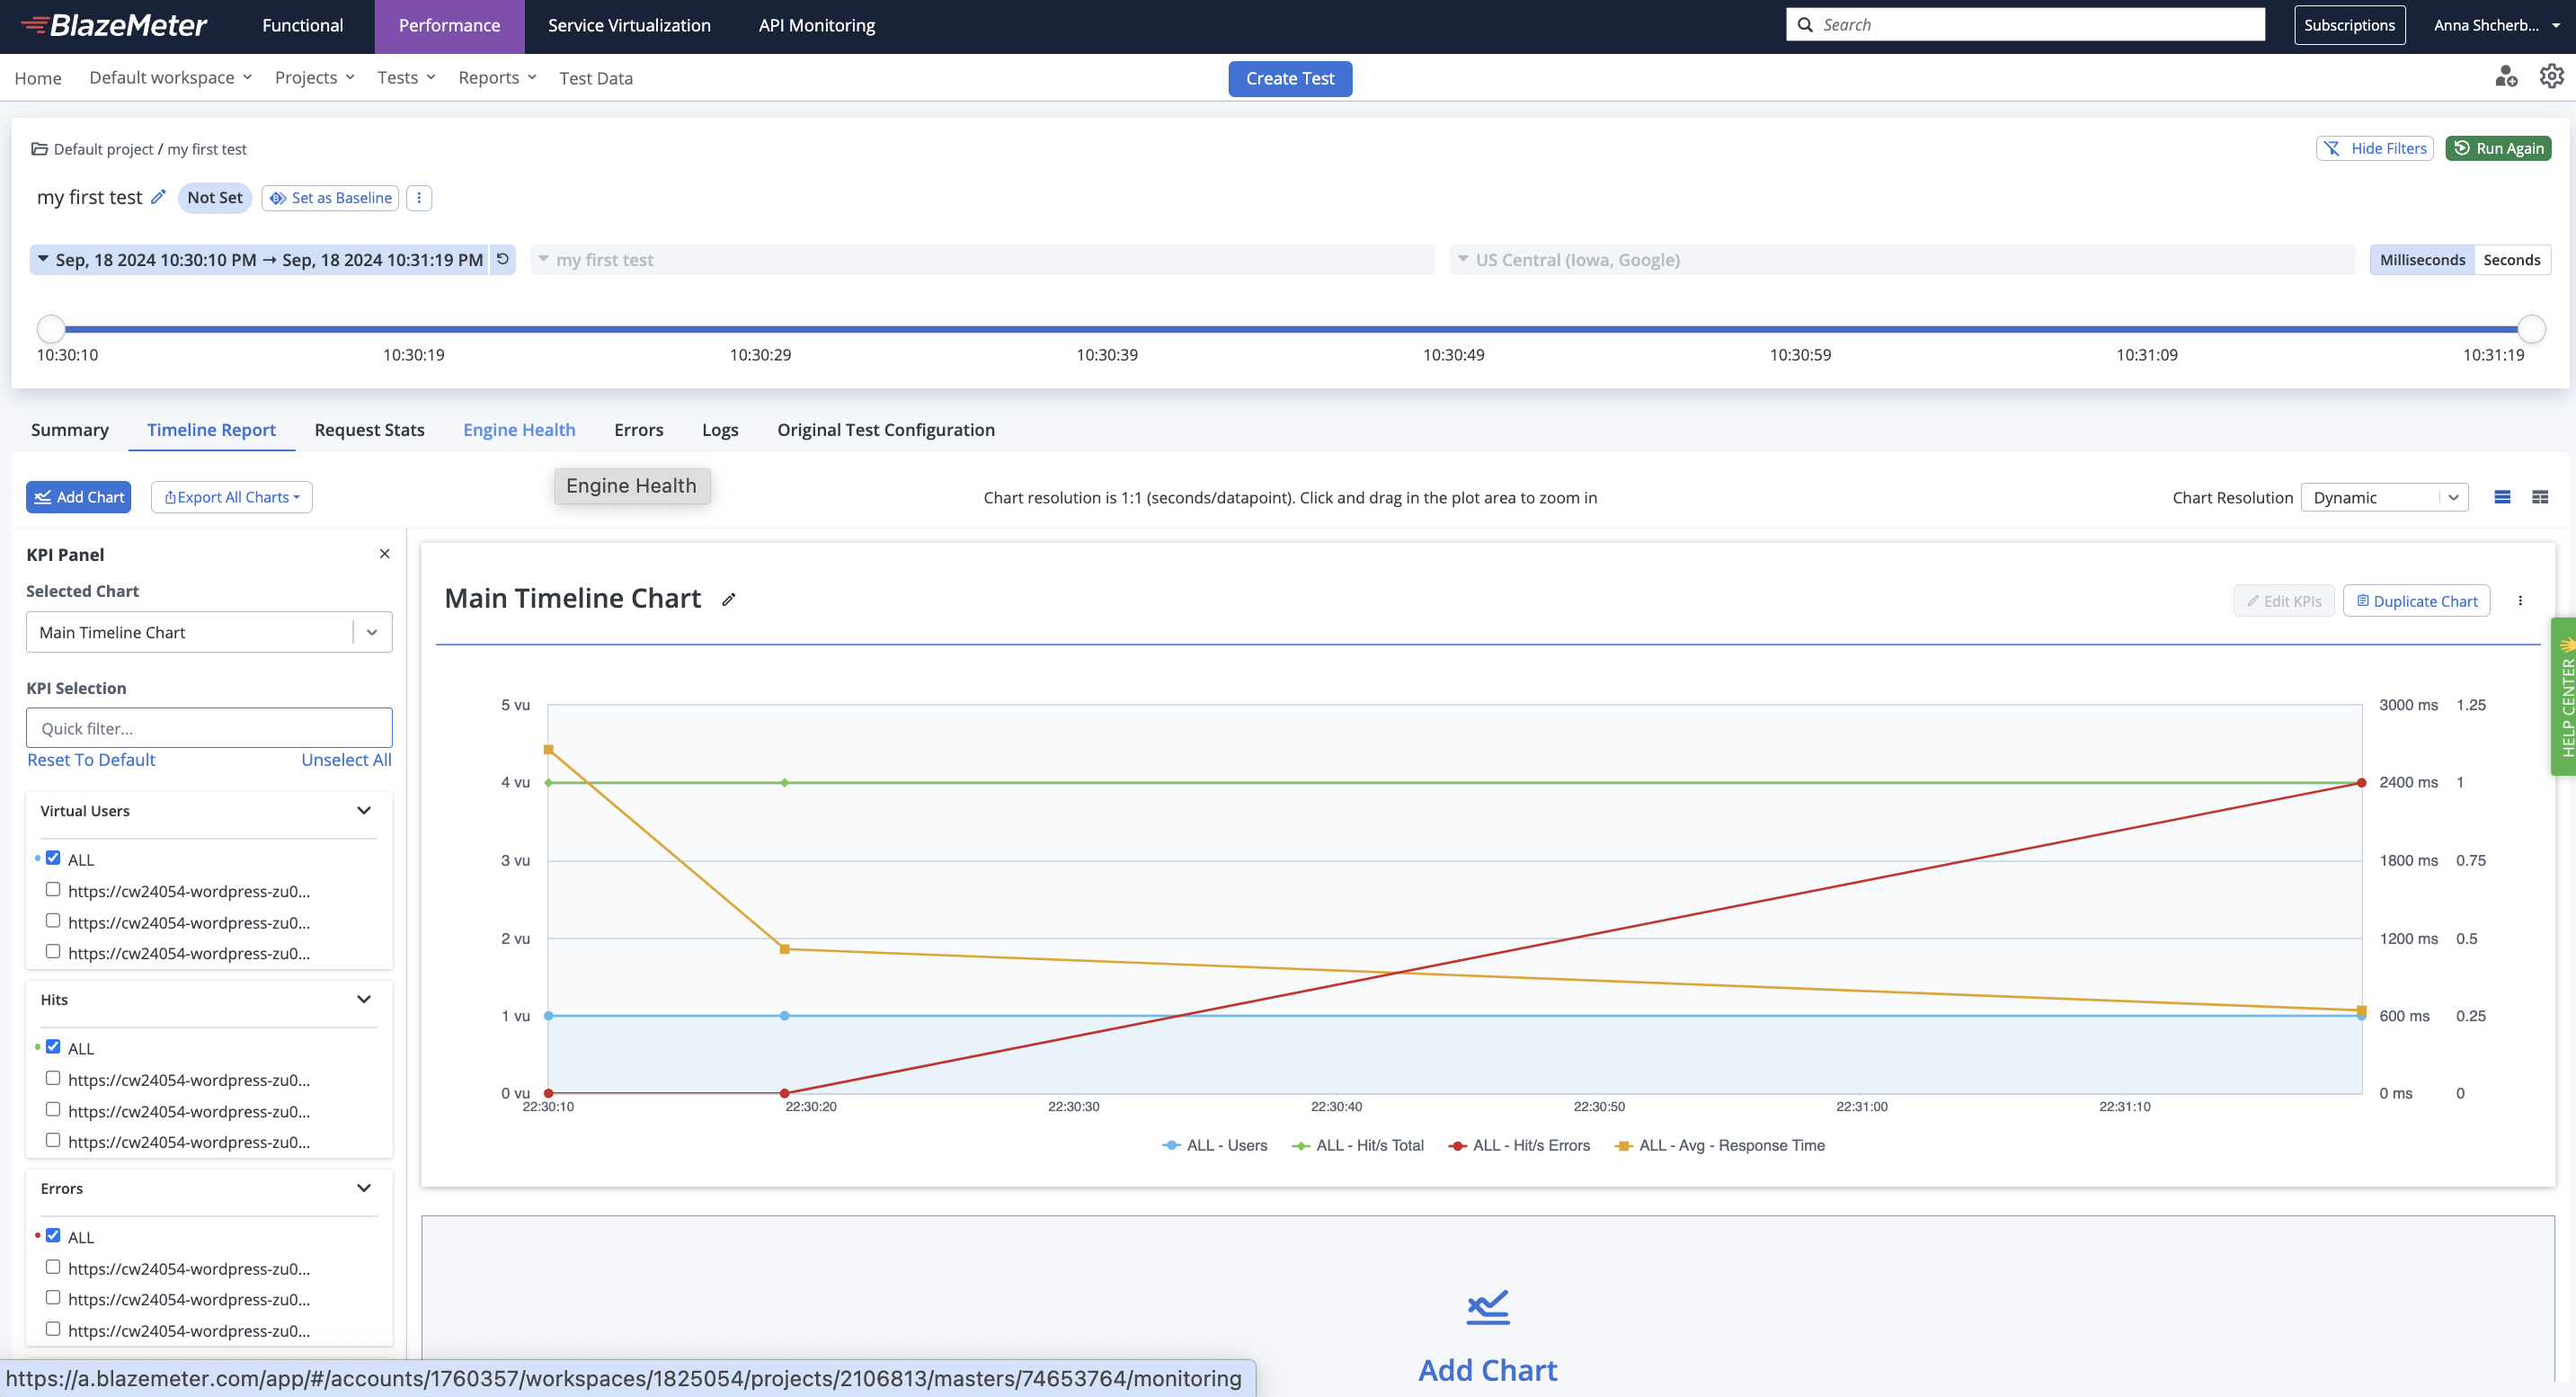 BlazeMeter Functional Performance Service Virtualization API Monitoring Search Subscriptions Anna Shcherb...
Home Default workspace Projects Tests Reports Test Data Create Test
Default project / my first test Hide Filters Run Again
my first test Not Set Set as Baseline
Sep, 18 2024 10:30:10 PM → Sep, 18 2024 10:31:19 PM my first test US Central (Iowa, Google) Milliseconds Seconds
10:30:10 10:30:19 10:30:29 10:30:39 10:30:49 10:30:59 10:31:09 10:31:19
Summary Timeline Report Request Stats Engine Health Errors Logs Original Test Configuration
Engine Health
Add Chart Export All Charts Chart resolution is 1:1 (seconds/datapoint). Click and drag in the plot area to zoom in Chart Resolution Dynamic
KPI Panel
Selected Chart
Main Timeline Chart
KPI Selection
Quick filter...
Reset To Default Unselect All
Virtual Users
ALL
https://cw24054-wordpress-zu0...
https://cw24054-wordpress-zu0...
https://cw24054-wordpress-zu0...
Hits
ALL
https://cw24054-wordpress-zu0...
https://cw24054-wordpress-zu0...
https://cw24054-wordpress-zu0...
Errors
ALL
https://cw24054-wordpress-zu0...
https://cw24054-wordpress-zu0...
https://cw24054-wordpress-zu0...
Main Timeline Chart Edit KPIs Duplicate Chart
HELP CENTER
5 vu 3000 ms 1.25
4 vu 2400 ms 1
3 vu 1800 ms 0.75
2 vu 1200 ms 0.5
1 vu 600 ms 0.25
0 vu 0 ms 0
22:30:10 22:30:20 22:30:30 22:30:40 22:30:50 22:31:00 22:31:10
ALL - Users ALL - Hit/s Total ALL - Hit/s Errors ALL - Avg - Response Time
Add Chart
https://a.blazemeter.com/app/#/accounts/1760357/workspaces/1825054/projects/2106813/masters/74653764/monitoring